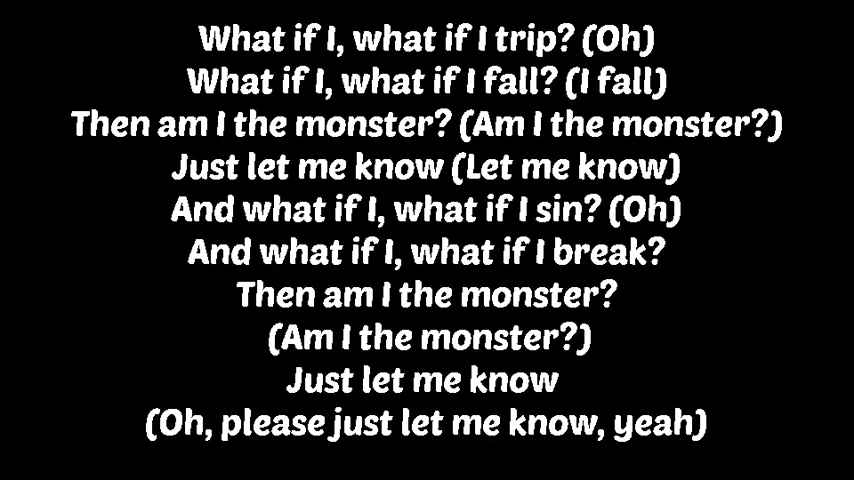 What if I, what if I trip? (Oh)
What if I, what if I fall? (I fall)
Then am I the monster? (Am I the monster?)
Just let me know (Let me know)
And what if I, what if I sin? (Oh)
And what if I, what if I break?
Then am I the monster?
(Am I the monster?)
Just let me know
(Oh, please just let me know, yeah)